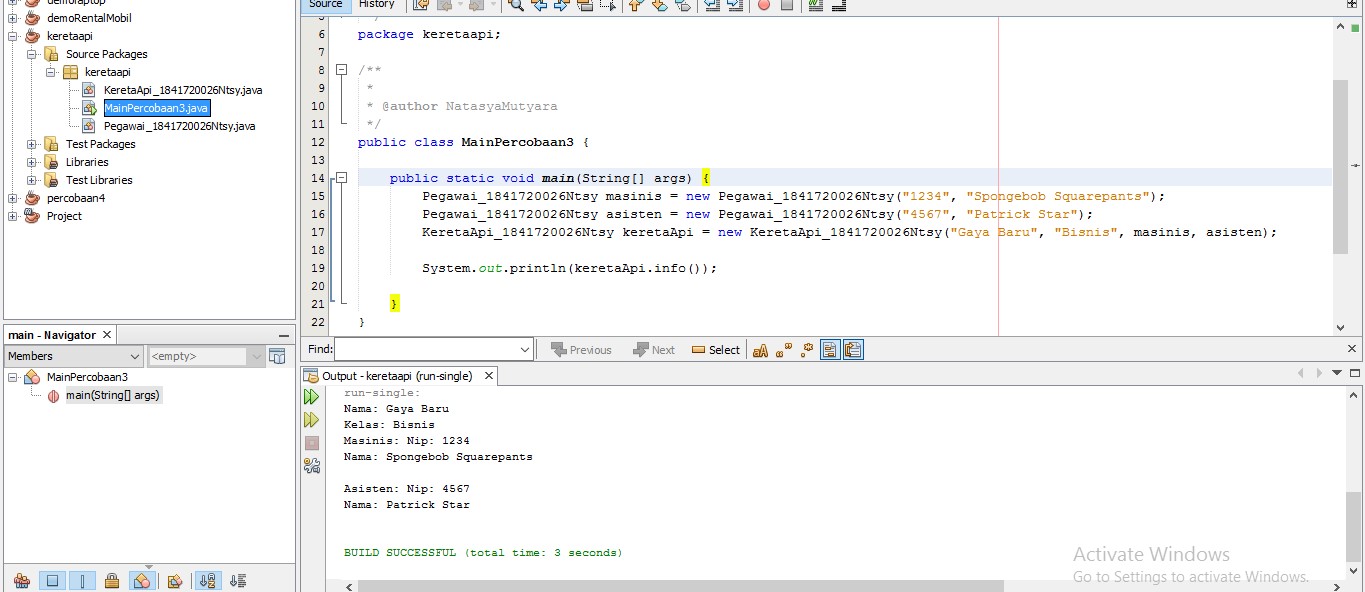 demolaptop
demoRentalMobil
keretaapi
Source Packages
keretaapi
KeretaApi_1841720026Ntsy.java
MainPercobaan3.java
Pegawai_1841720026Ntsy.java
Test Packages
Libraries
Test Libraries
percobaan4
Project
main - Navigator
Members
<empty>
MainPercobaan3
main(String[] args)
Source History
6 package keretaapi;
7
8 /**
9 *
10 * @author NatasyaMutyara
11 */
12 public class MainPercobaan3 {
13
14 public static void main(String[] args) {
15 Pegawai_1841720026Ntsy masinis = new Pegawai_1841720026Ntsy("1234", "Spongebob Squarepants");
16 Pegawai_1841720026Ntsy asisten = new Pegawai_1841720026Ntsy("4567", "Patrick Star");
17 KeretaApi_1841720026Ntsy keretaApi = new KeretaApi_1841720026Ntsy("Gaya Baru", "Bisnis", masinis, asisten);
18
19 System.out.println(keretaApi.info());
20
21 }
22 }
Find: Previous Next Select
Output - keretaapi (run-single)
run-single:
Nama: Gaya Baru
Kelas: Bisnis
Masinis: Nip: 1234
Nama: Spongebob Squarepants
Asisten: Nip: 4567
Nama: Patrick Star
BUILD SUCCESSFUL (total time: 3 seconds)
Activate Windows
Go to Settings to activate Windows.